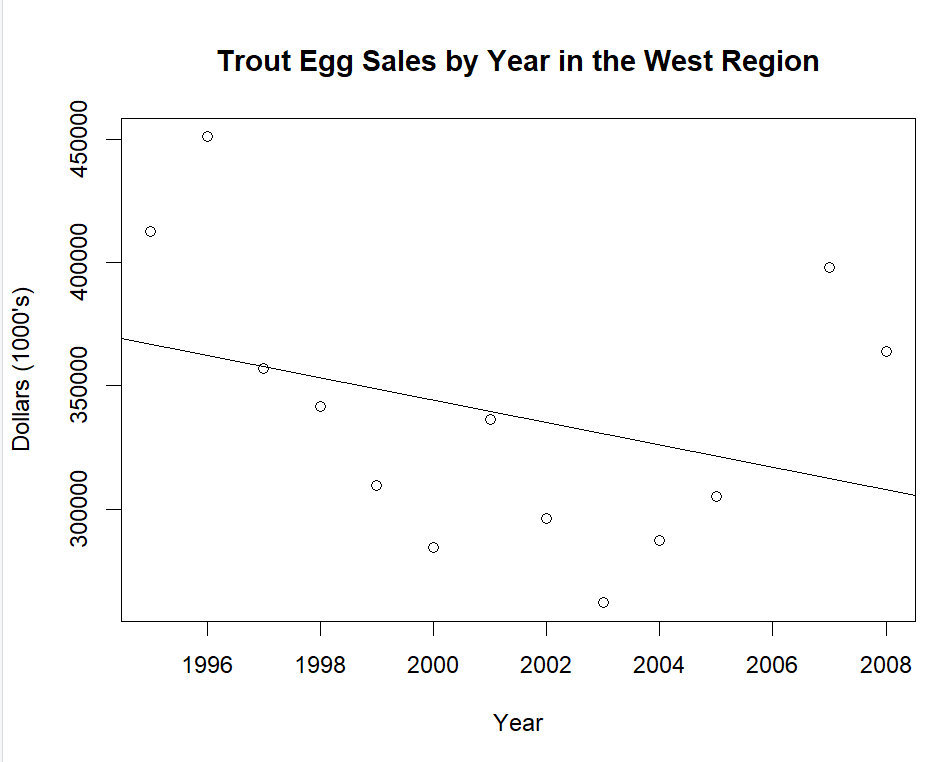 Trout Egg Sales by Year in the West Region
450000
400000
350000
300000
Dollars (1000's)
1996 1998 2000 2002 2004 2006 2008
Year